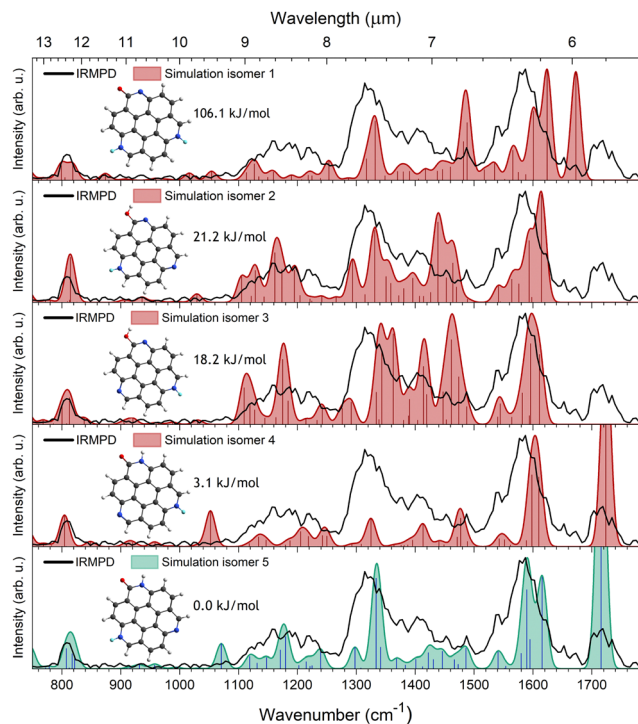 Wavelength (μm)
13 12 11 10 9 8 7 6
Intensity (arb. u.)
IRMPD Simulation isomer 1
106.1 kJ/mol
Intensity (arb. u.)
IRMPD Simulation isomer 2
21.2 kJ/mol
Intensity (arb. u.)
IRMPD Simulation isomer 3
18.2 kJ/mol
Intensity (arb. u.)
IRMPD Simulation isomer 4
3.1 kJ/mol
Intensity (arb. u.)
IRMPD Simulation isomer 5
0.0 kJ/mol
800 900 1000 1100 1200 1300 1400 1500 1600 1700
Wavenumber (cm⁻¹)